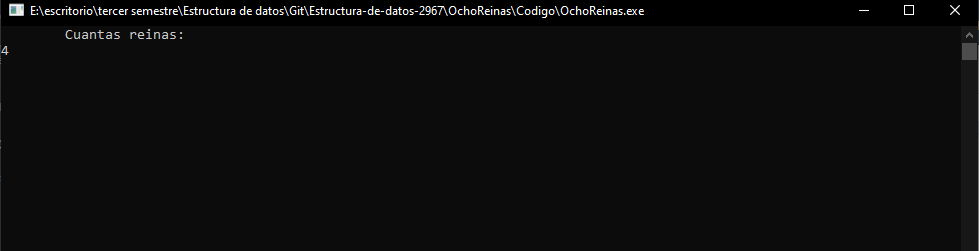 E:\escritorio\tercer semestre\Estructura de datos\Git\Estructura-de-datos-2967\OchoReinas\Codigo\OchoReinas.exe
Cuantas reinas:
4